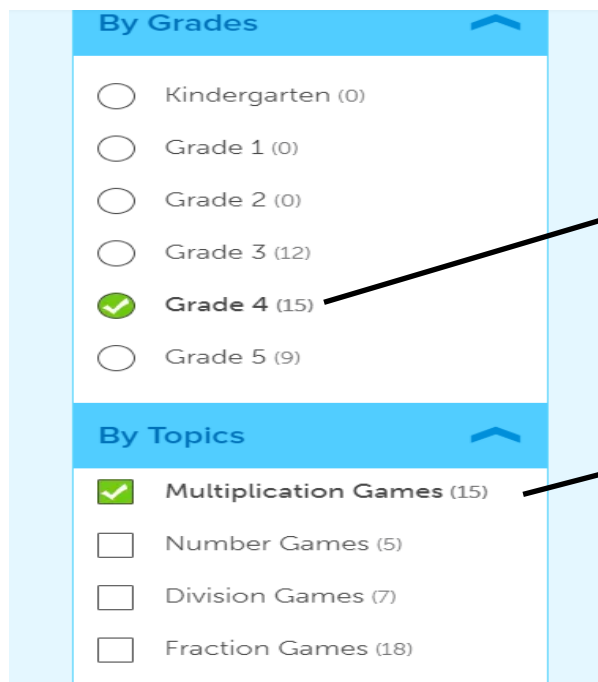 By Grades
Kindergarten (0)
Grade 1 (0)
Grade 2 (0)
Grade 3 (12)
Grade 4 (15)
Grade 5 (9)
By Topics
Multiplication Games (15)
Number Games (5)
Division Games (7)
Fraction Games (18)